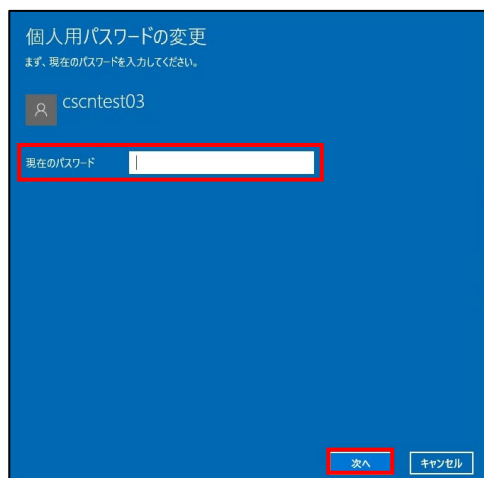 個人用パスワードの変更
まず、現在のパスワードを入力してください。
cscntest03
現在のパスワード
次へ キャンセル